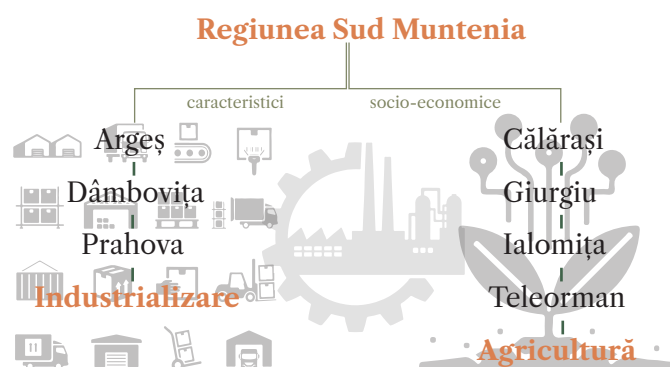 Regiunea Sud Muntenia
caracteristici socio-economice
Argeș
Dâmbovița
Prahova
Industrializare
Călărași
Giurgiu
Ialomița
Teleorman
Agricultură